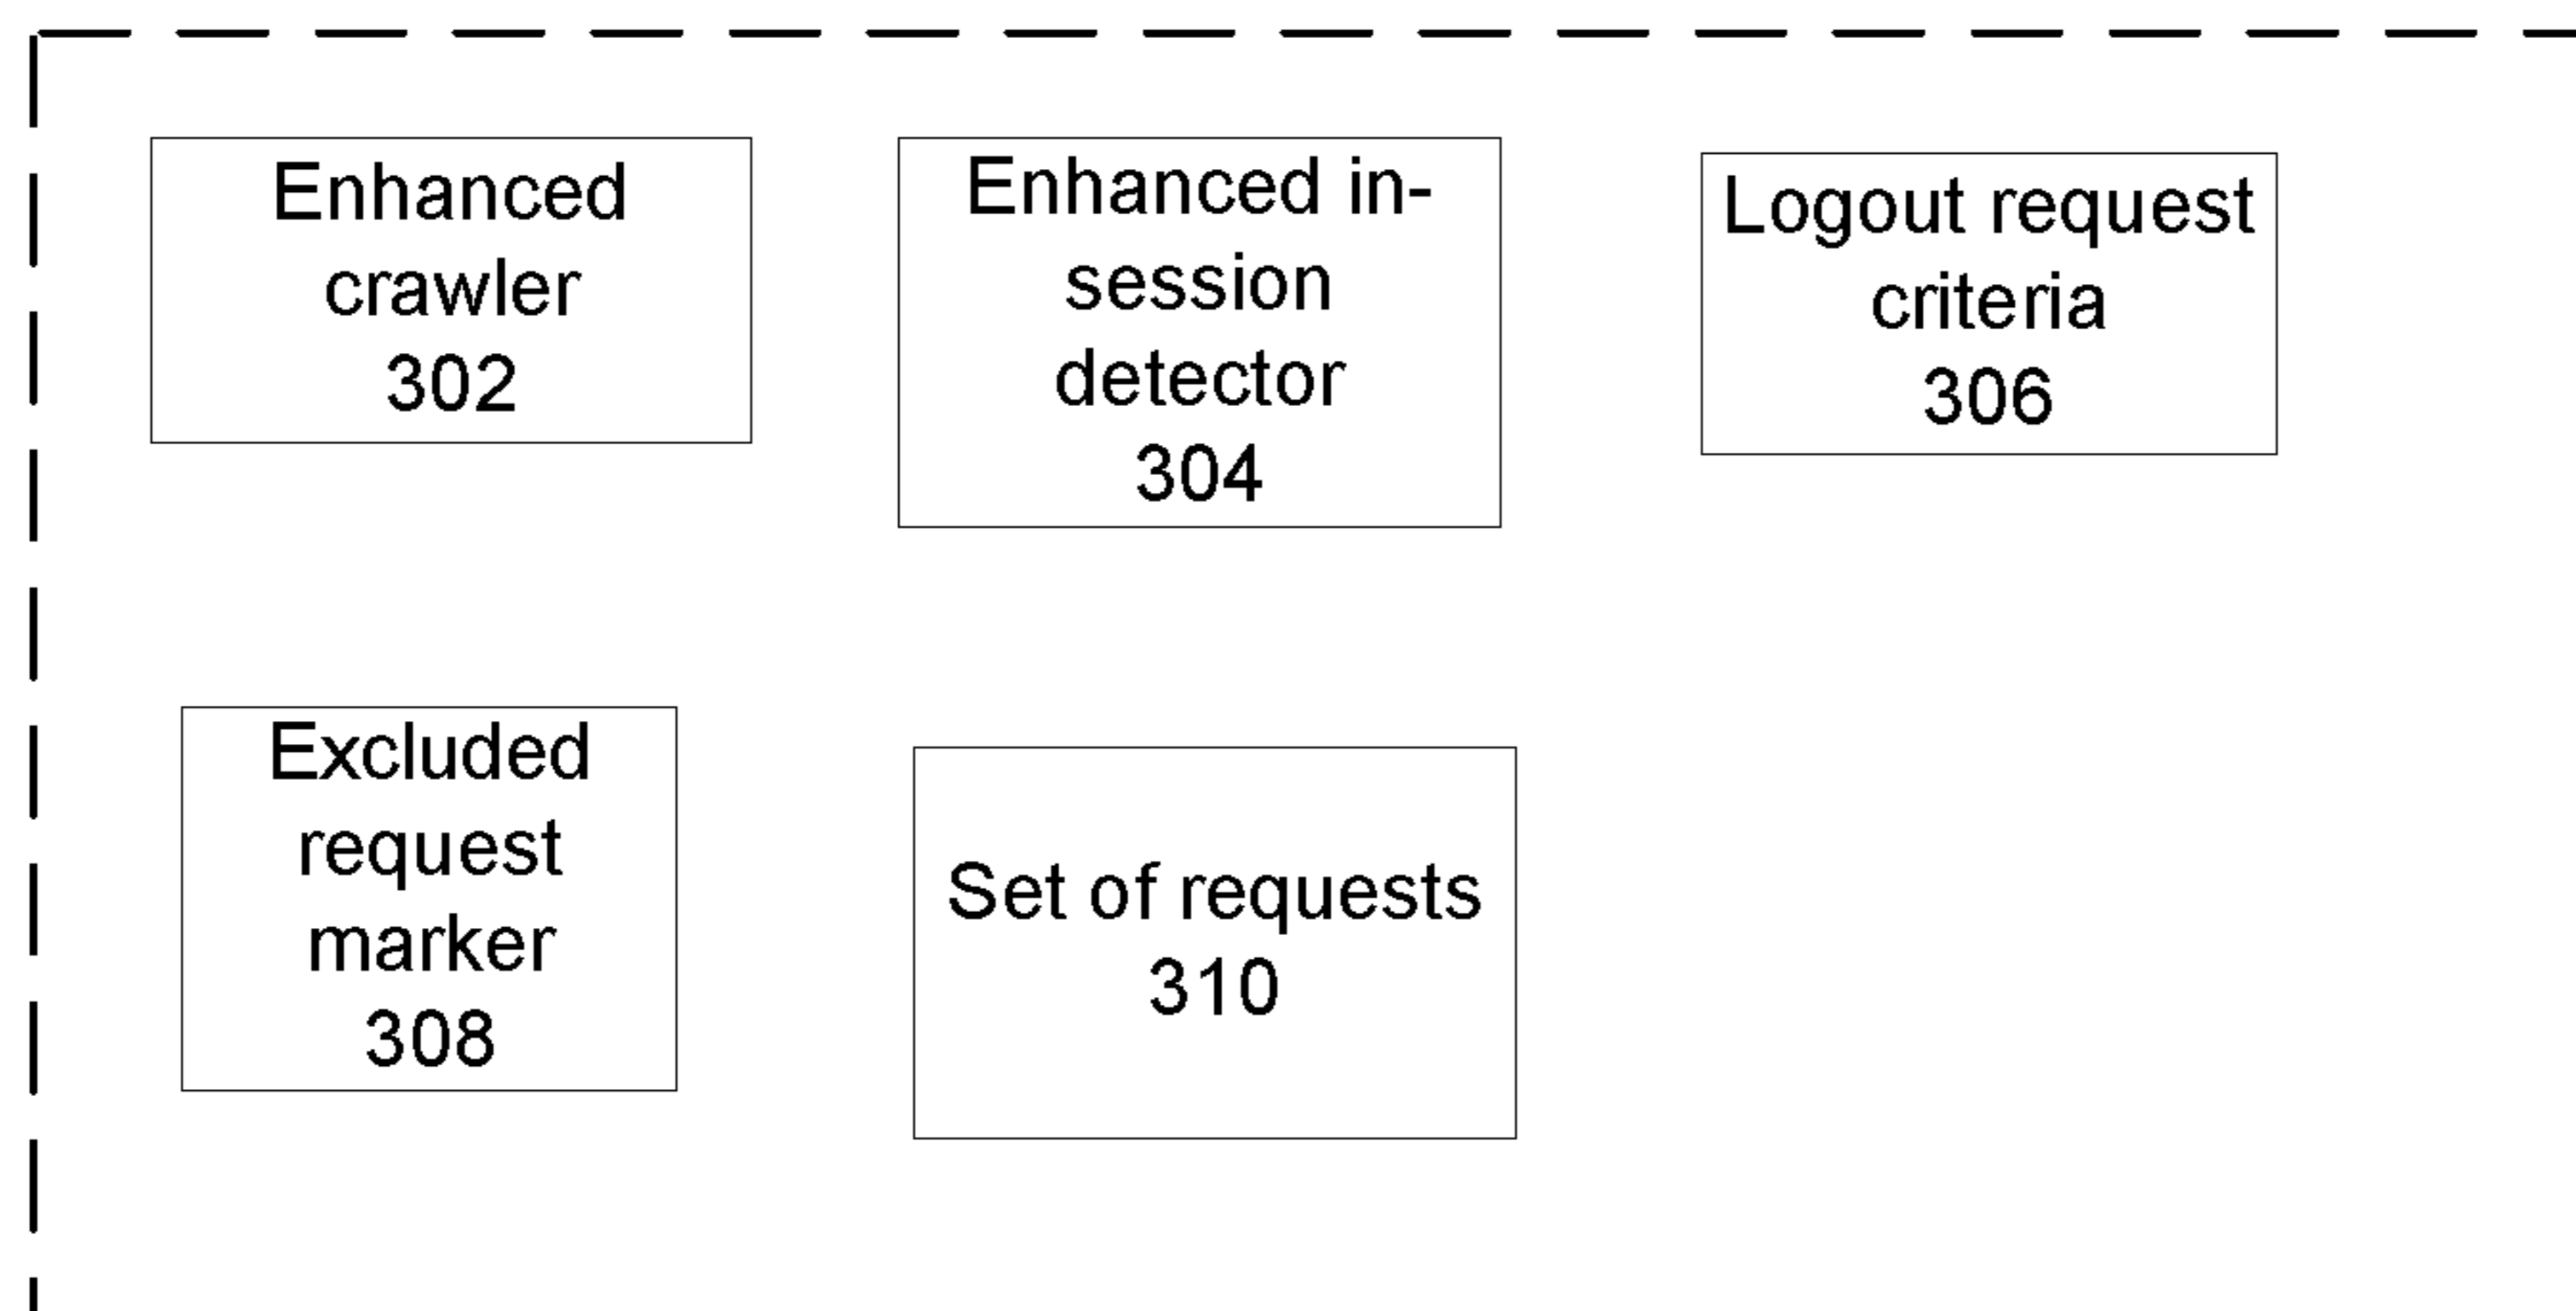 Enhanced
crawler
302
Enhanced in-
session
detector
304
Logout request
criteria
306
Excluded
request
marker
308
Set of requests
310